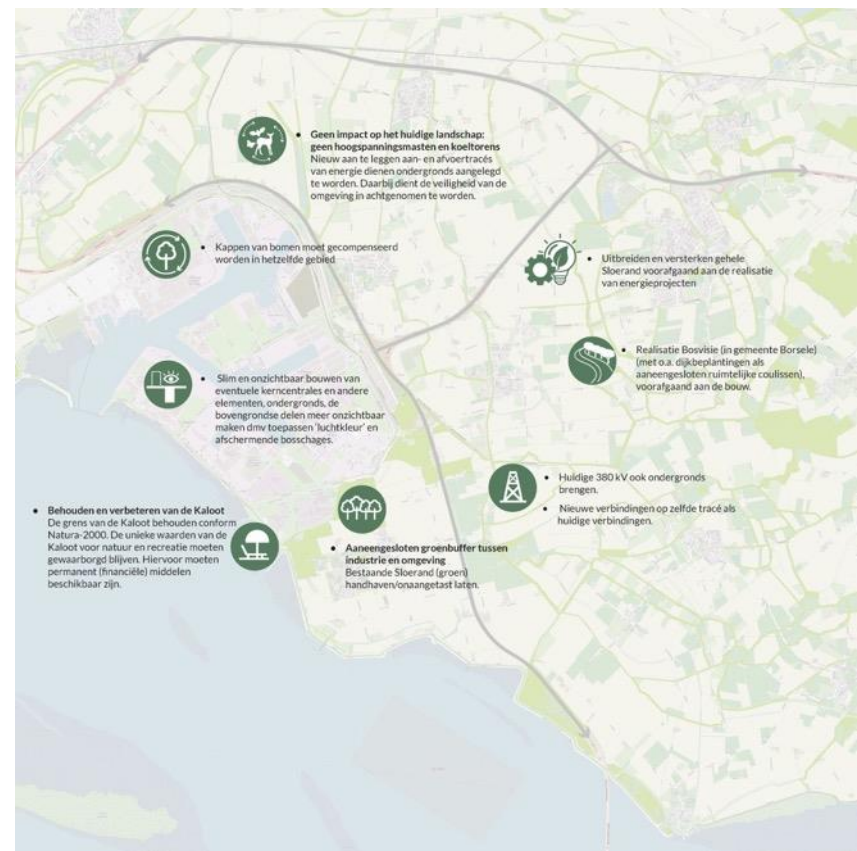 • Geen impact op het huidige landschap:
geen hoogspanningsmasten en koeltorens
Nieuw aan te leggen aan- en afvoertracés
van energie dienen ondergronds aangelegd
te worden. Daarbij dient de veiligheid van de
omgeving in achtgenomen te worden.
• Kappen van bomen moet gecompenseerd
worden in hetzelfde gebied
• Uitbreiden en versterken gehele
Sloerand voorafgaand aan de realisatie
van energieprojecten
• Realisatie Bosvisie (in gemeente Borsele)
(met o.a. dijkbeplantingen als
aaneengesloten ruimtelijke coulissen),
voorafgaand aan de bouw.
• Slim en onzichtbaar bouwen van
eventuele kerncentrales en andere
elementen, ondergronds, de
bovengrondse delen meer onzichtbaar
maken dmv toepassen ‘luchtkleur’ en
afschermende bosschages.
• Huidige 380 kV ook ondergronds
brengen.
• Nieuwe verbindingen op zelfde tracé als
huidige verbindingen.
• Behouden en verbeteren van de Kaloot
De grens van de Kaloot behouden conform
Natura-2000. De unieke waarden van de
Kaloot voor natuur en recreatie moeten
gewaarborgd blijven. Hiervoor moeten
permanent (financiële) middelen
beschikbaar zijn.
• Aaneengesloten groenbuffer tussen
industrie en omgeving
Bestaande Sloerand (groen)
handhaven/onaangetast laten.